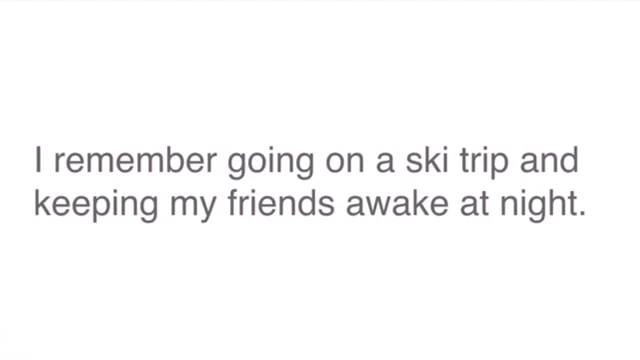 I remember going on a ski trip and
keeping my friends awake at night.